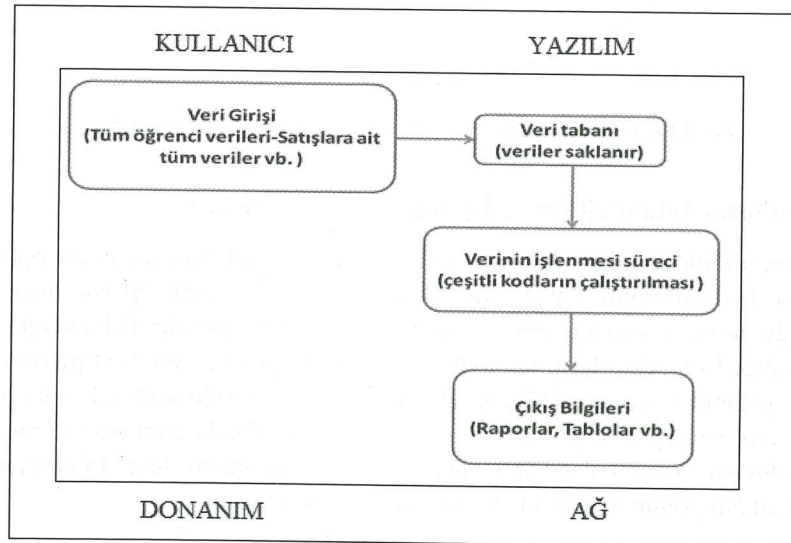 KULLANICI
YAZILIM
Veri Girişi
(Tüm öğrenci verileri-Satışlara ait
tüm veriler vb. )
Veri tabanı
(veriler saklanır)
Verinin işlenmesi süreci
(çeşitli kodların çalıştırılması )
Çıkış Bilgileri
(Raporlar, Tablolar vb.)
DONANIM
AĞ